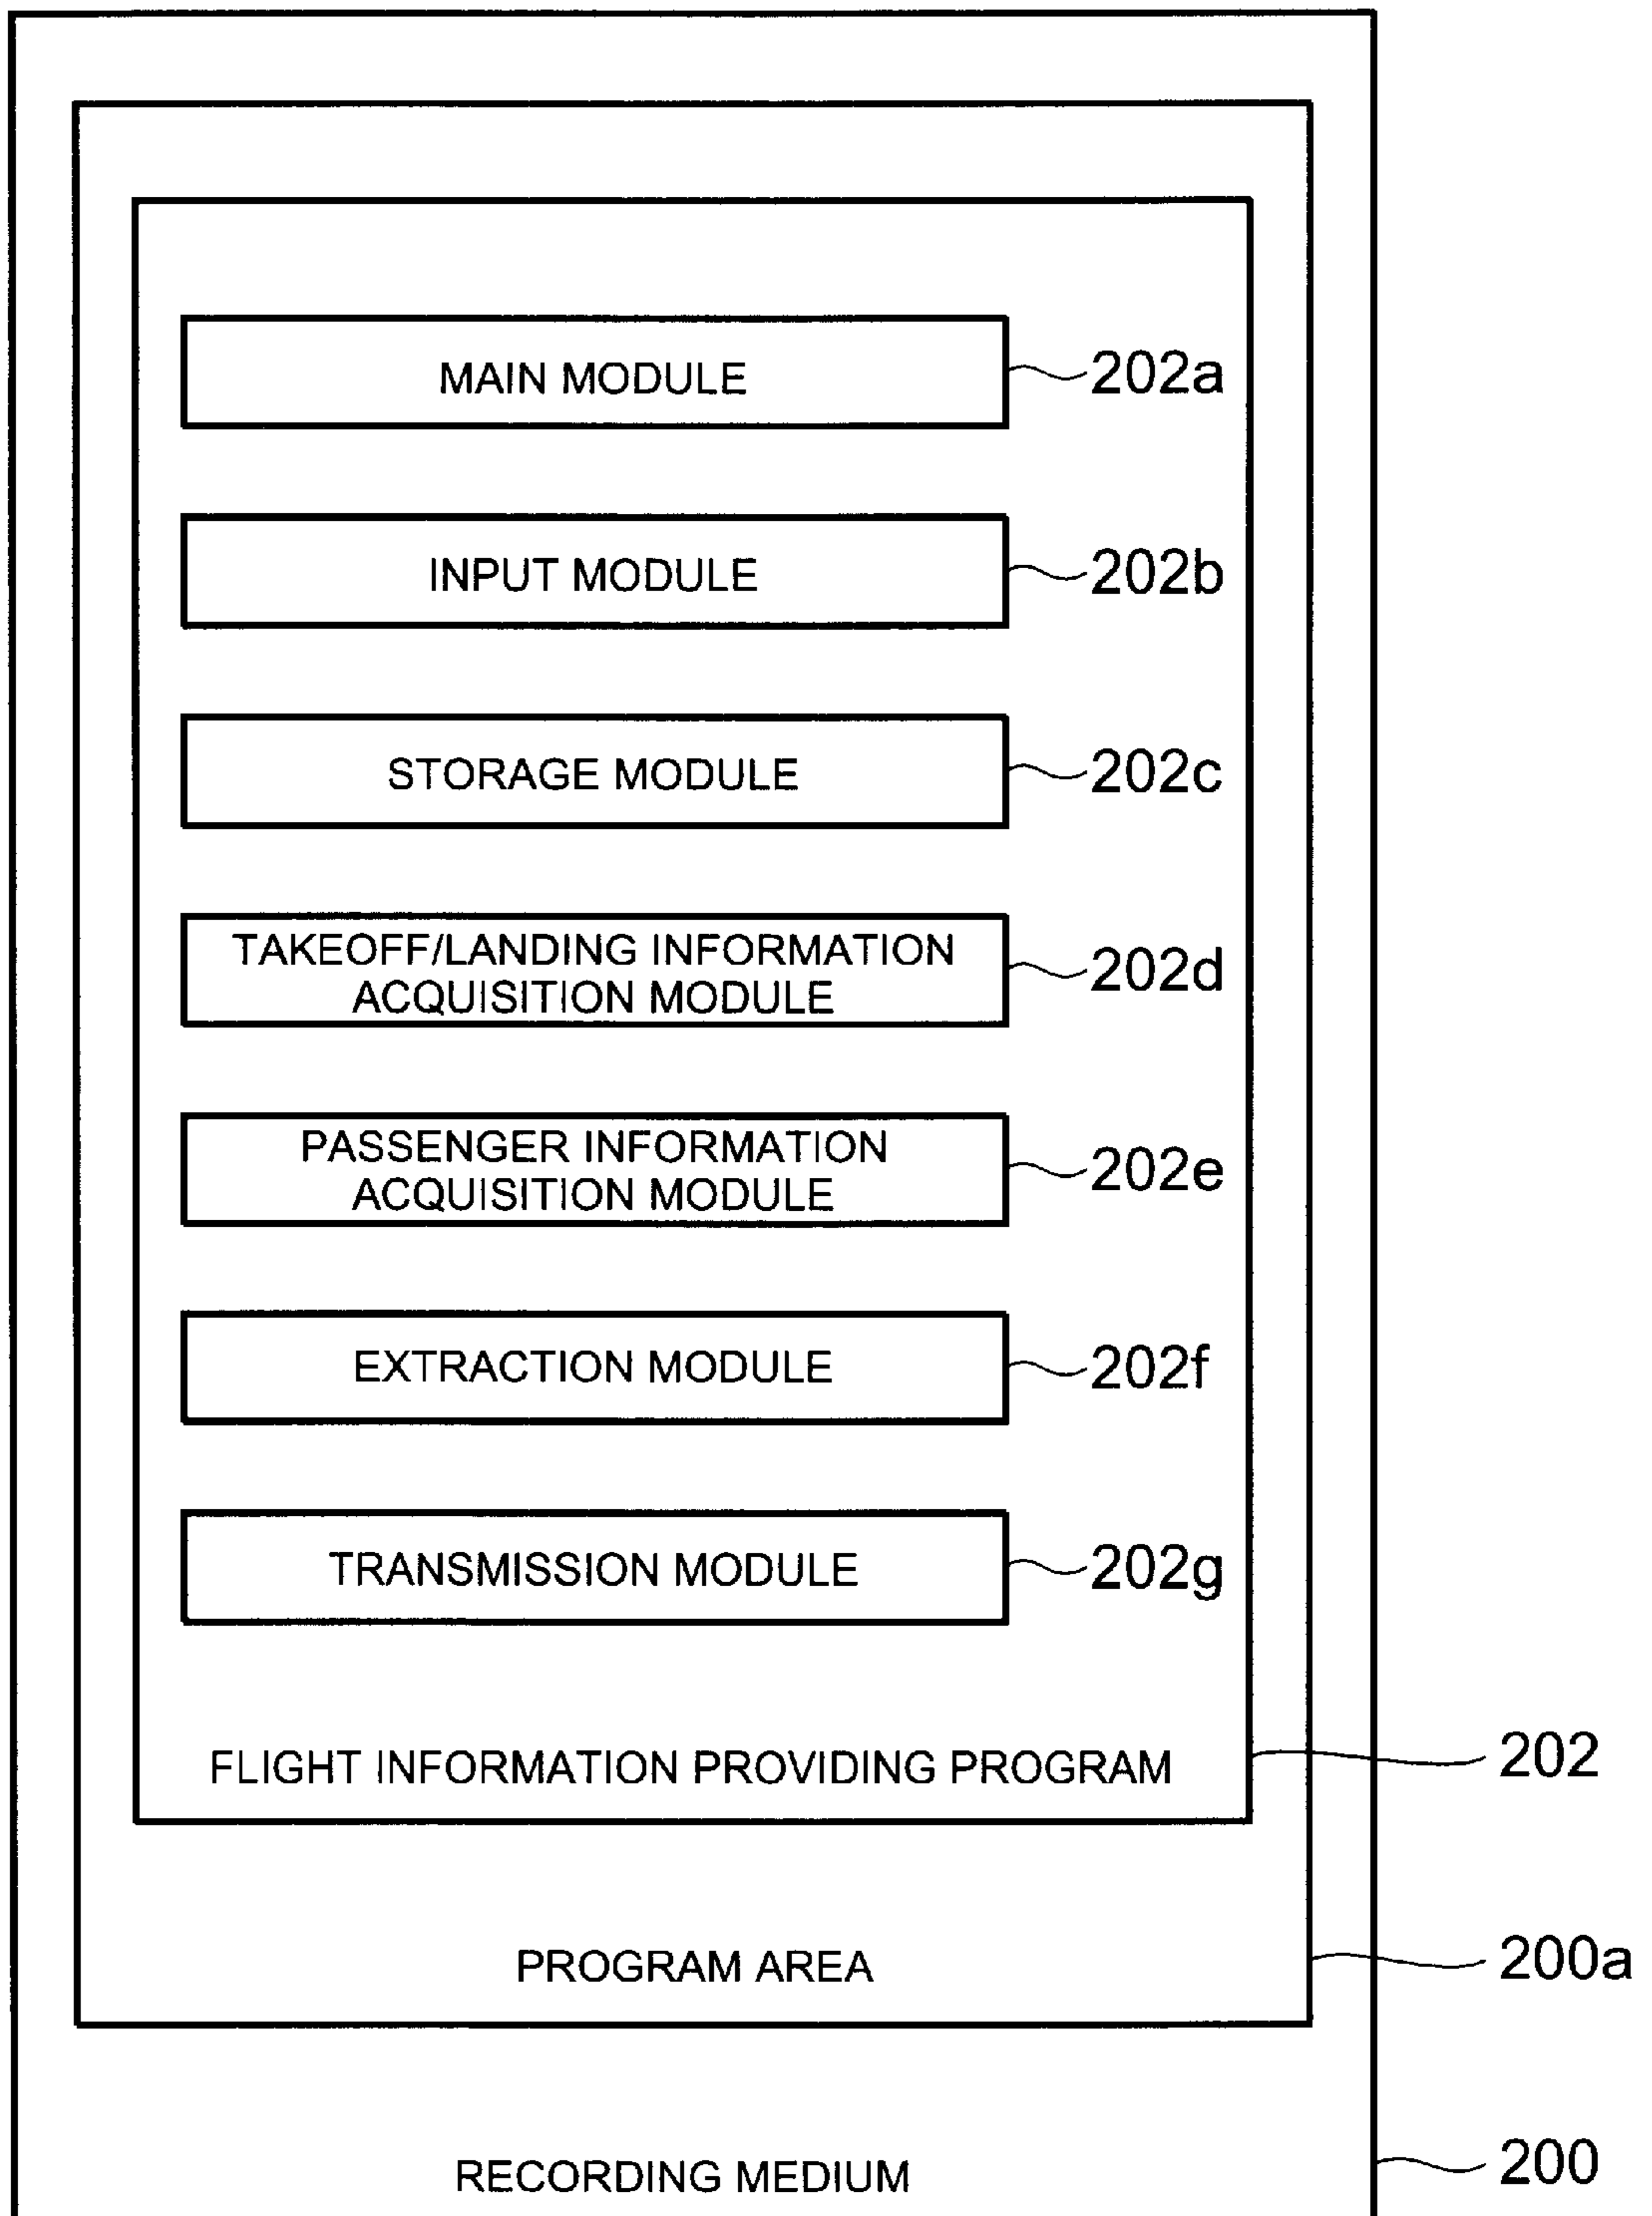 MAIN MODULE 202a
INPUT MODULE 202b
STORAGE MODULE 202c
TAKEOFF/LANDING INFORMATION
ACQUISITION MODULE 202d
PASSENGER INFORMATION
ACQUISITION MODULE 202e
EXTRACTION MODULE 202f
TRANSMISSION MODULE 202g
FLIGHT INFORMATION PROVIDING PROGRAM 202
PROGRAM AREA 200a
RECORDING MEDIUM 200